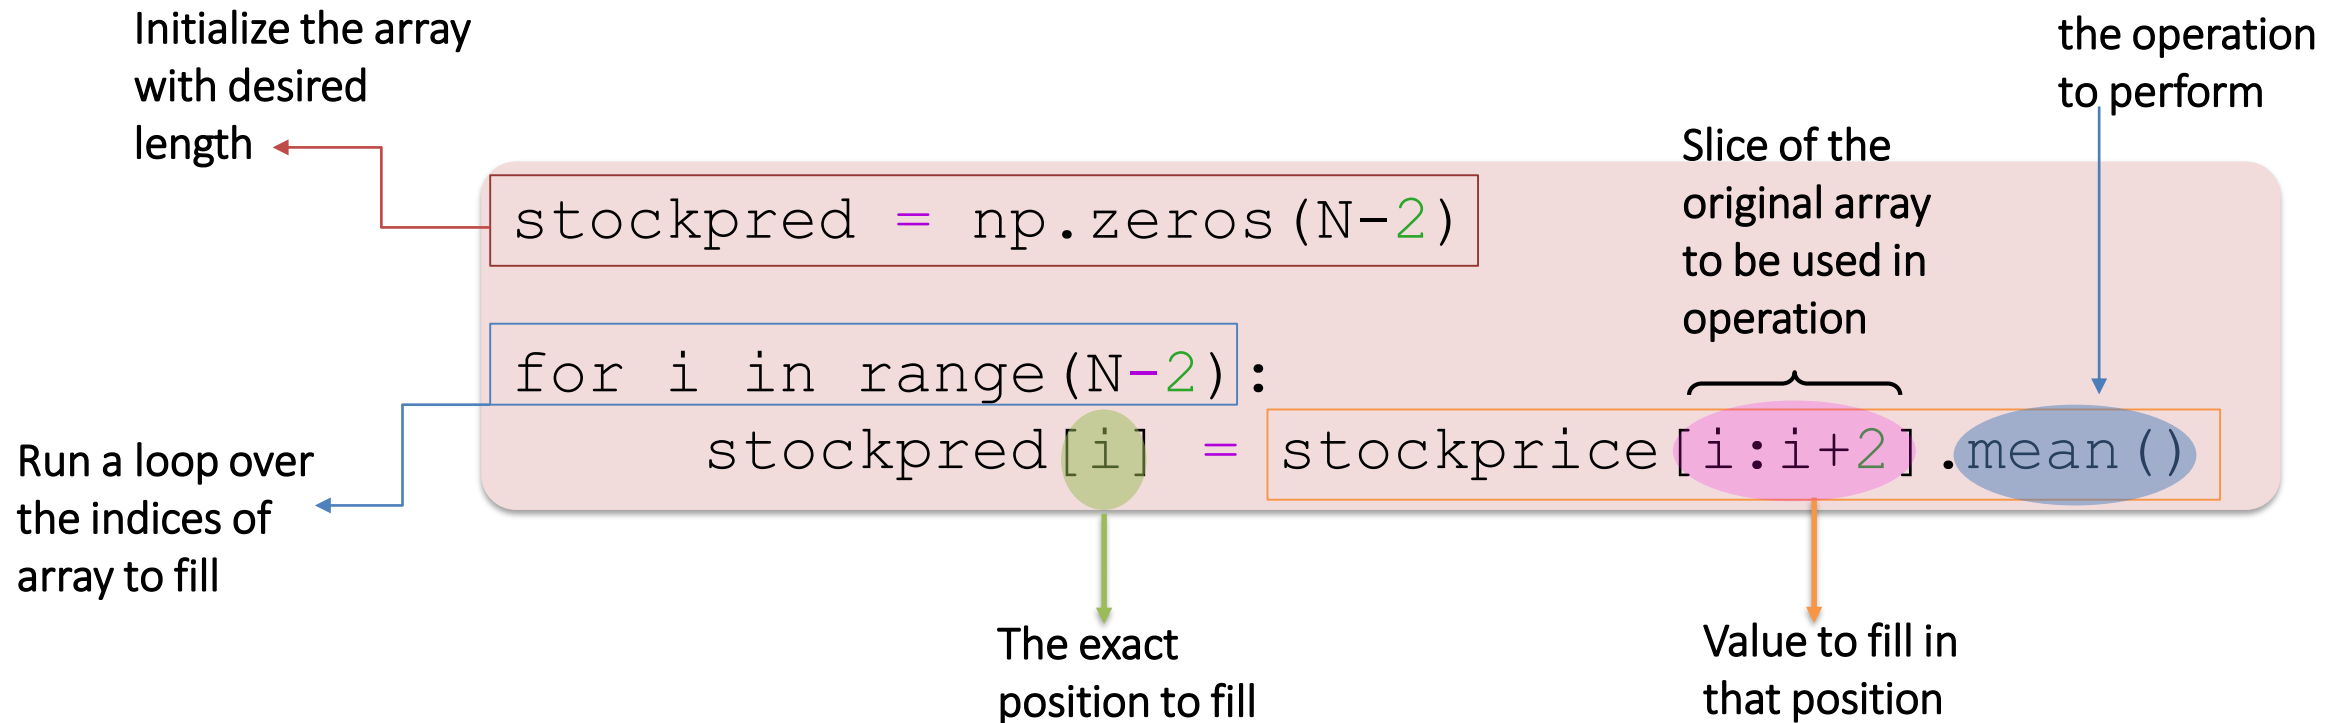 Initialize the array
with desired
length
the operation
to perform
Slice of the
original array
to be used in
operation
stockpred = np.zeros(N-2)
for i in range(N-2):
stockpred[i] = stockprice[i:i+2].mean()
Run a loop over
the indices of
array to fill
The exact
position to fill
Value to fill in
that position